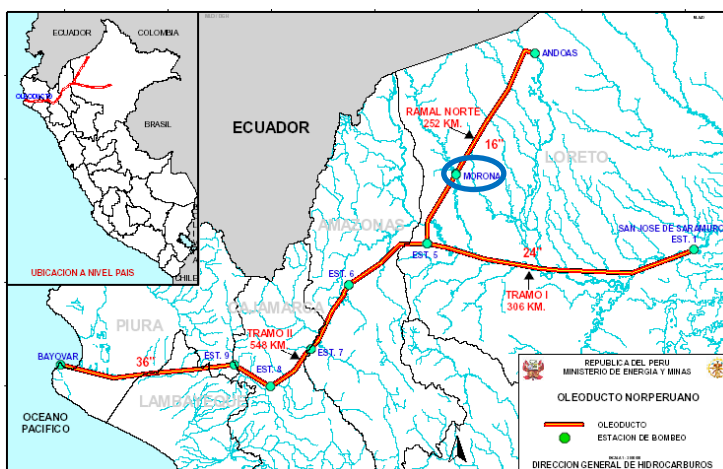 ECUADOR
COLOMBIA
OLEODUCTO
BRASIL
CHILE
UBICACION A NIVEL PAIS
ECUADOR
ANDOAS
RAMAL NORTE
252 KM.
16"
LORETO
MORONA
AMAZONAS
SAN JOSE DE SARAMURO
EST. 1
EST. 5
24"
TRAMO I
306 KM.
EST. 6
CAJAMARCA
PIURA
TRAMO II
548 KM.
EST. 7
BAYOVAR
36"
EST. 9
EST. 8
LAMBAYEQUE
OCEANO
PACIFICO
REPUBLICA DEL PERU
MINISTERIO DE ENERGIA Y MINAS
OLEODUCTO NORPERUANO
OLEODUCTO
ESTACION DE BOMBEO
DIRECCION GENERAL DE HIDROCARBUROS